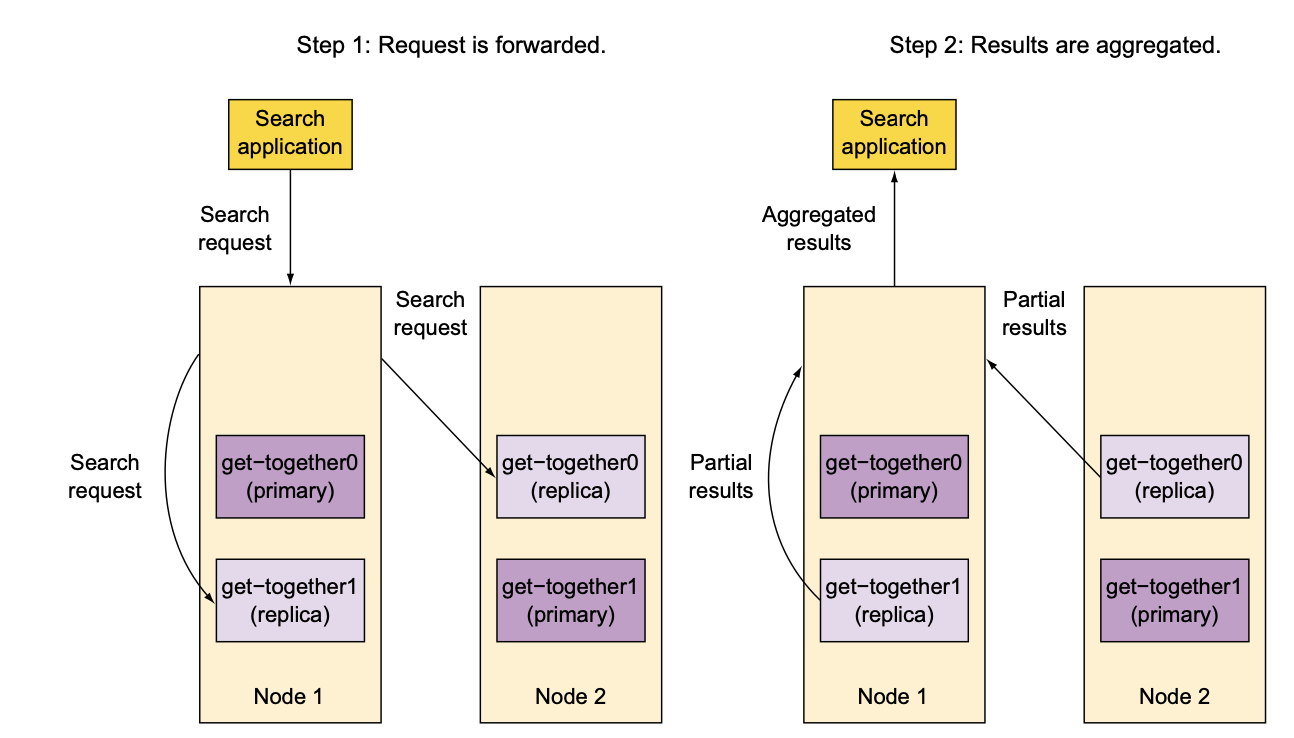 Step 1: Request is forwarded.
Search
application
Search
request
Search
request
Search
request
get−together0
(primary)
get−together1
(replica)
Node 1
get−together0
(replica)
get−together1
(primary)
Node 2
Step 2: Results are aggregated.
Search
application
Aggregated
results
Partial
results
Partial
results
get−together0
(primary)
get−together1
(replica)
Node 1
get−together0
(replica)
get−together1
(primary)
Node 2